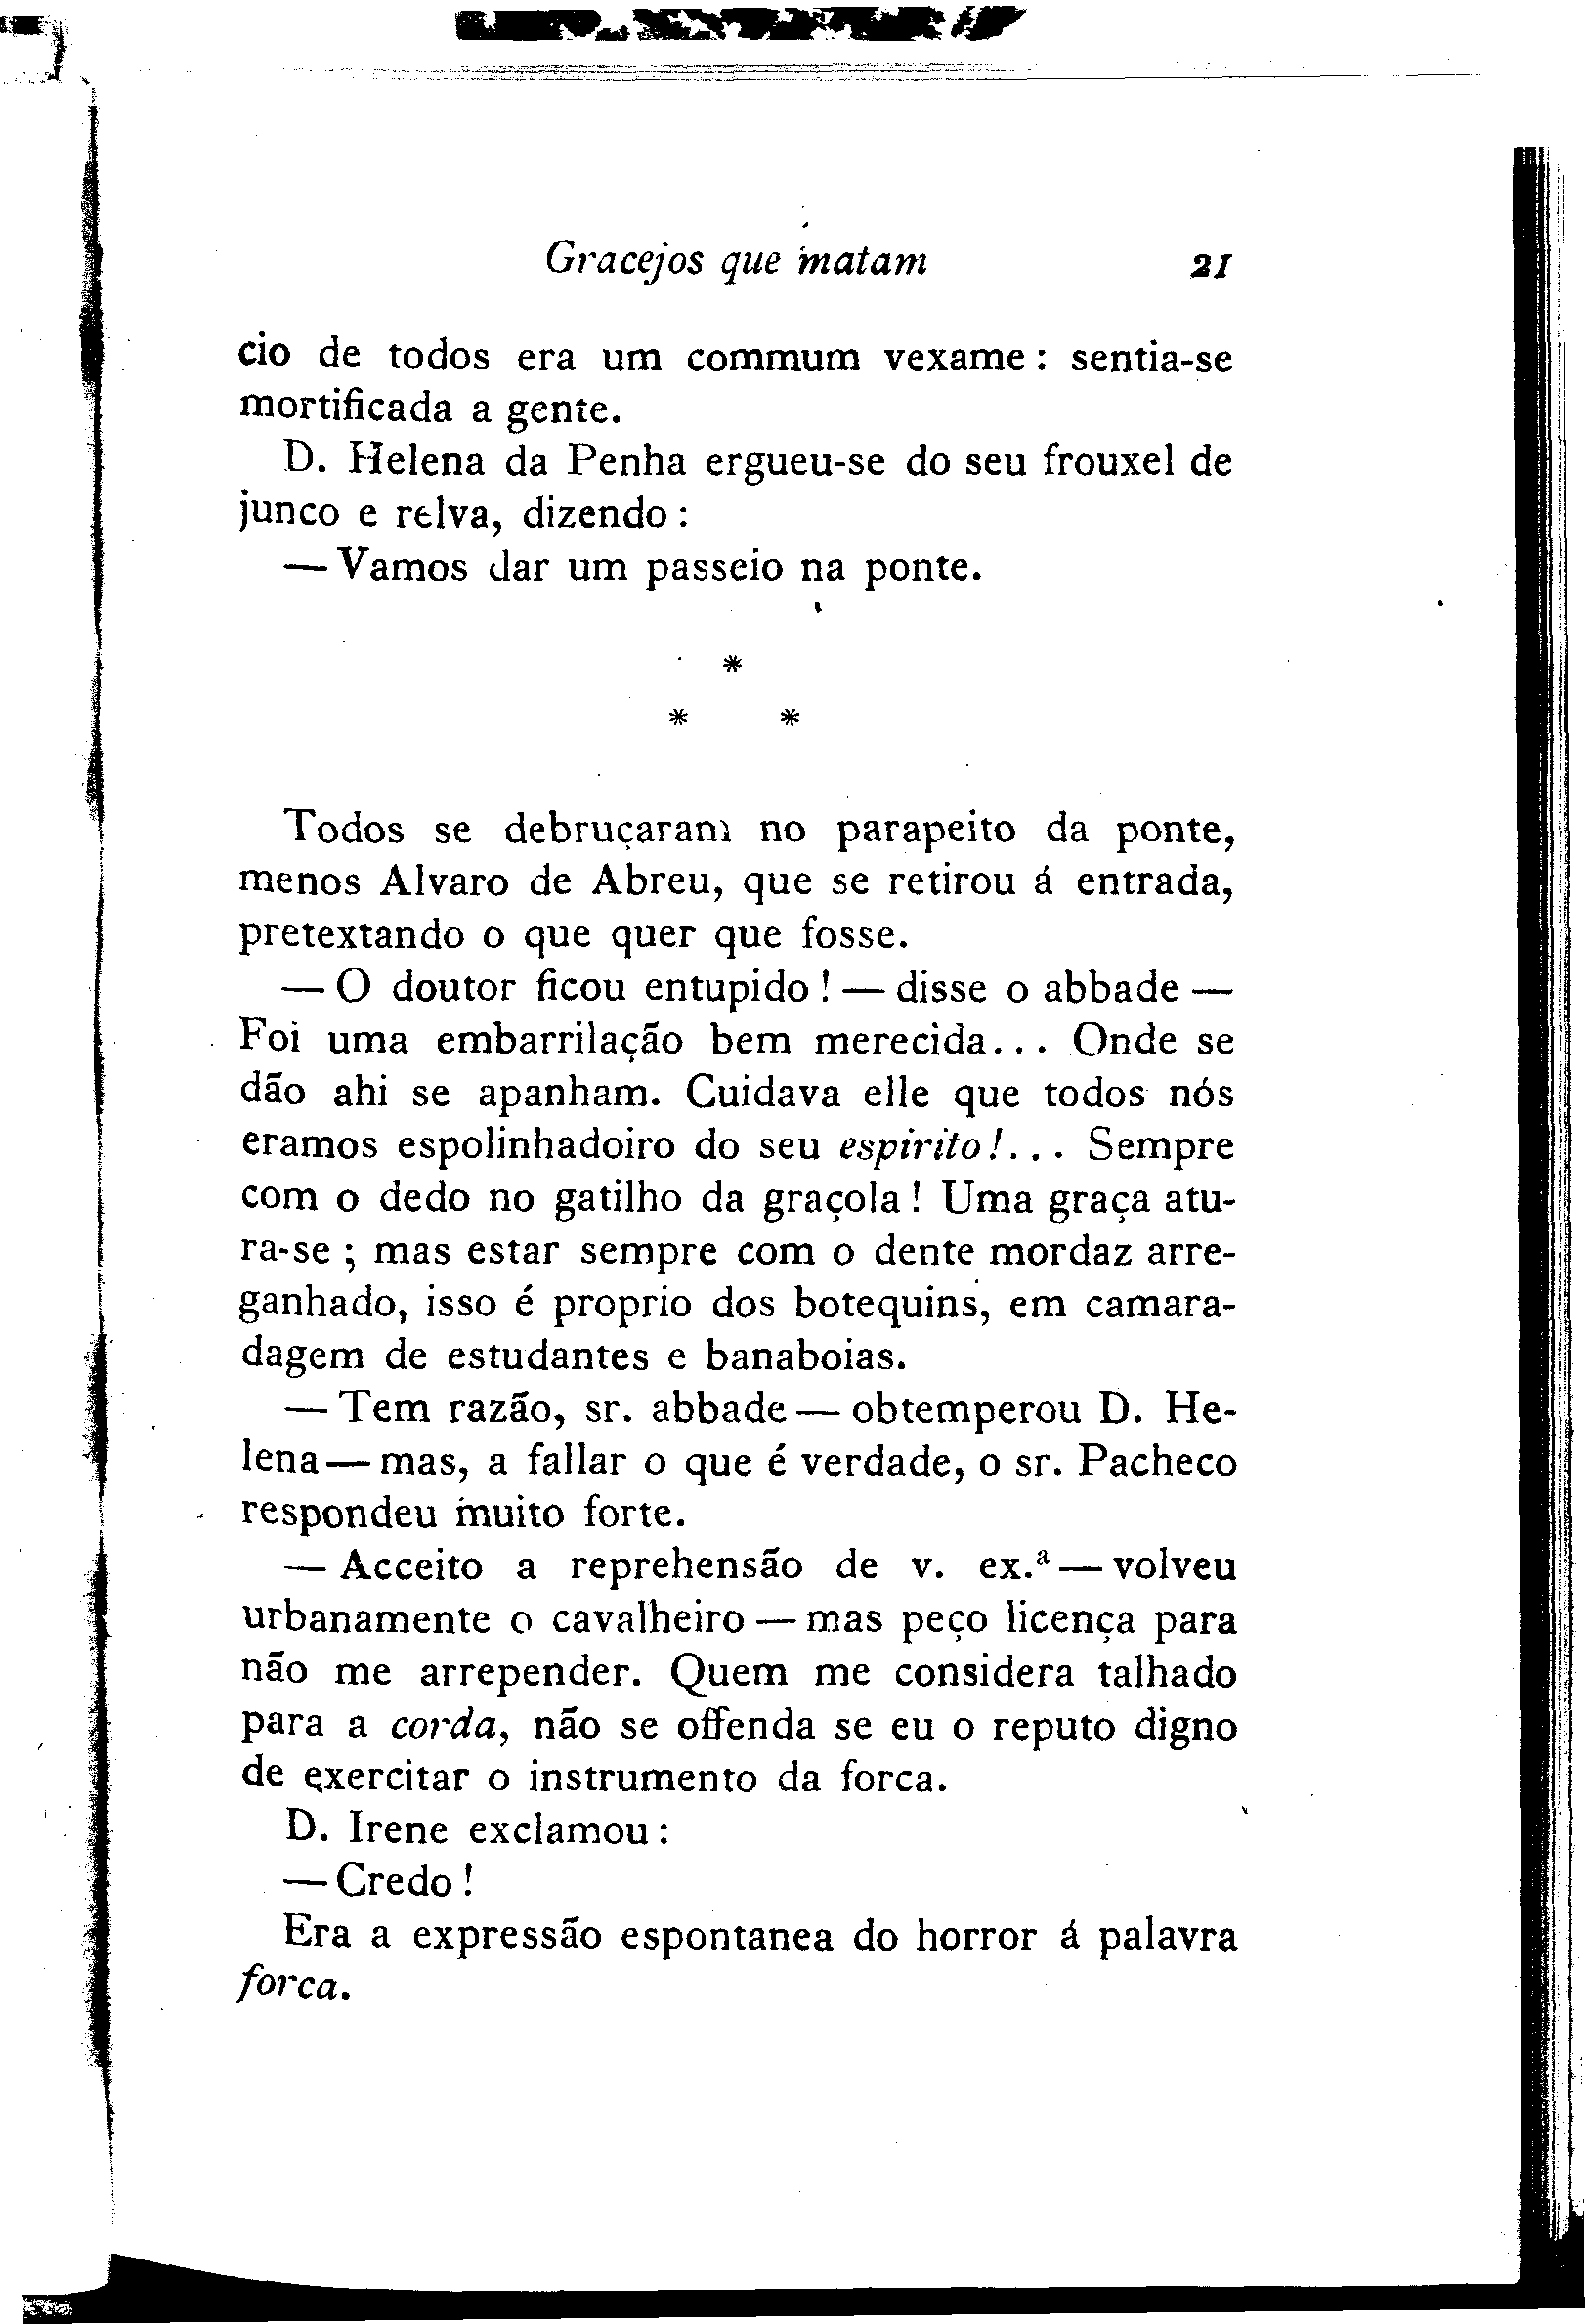 Gracejos que matam 21
cio de todos era um commum vexame: sentia-se
mortificada a gente.
D. Helena da Penha ergueu-se do seu frouxel de
junco e relva, dizendo:
— Vamos dar um passeio na ponte.
*
* *
Todos se debruçaram no parapeito da ponte,
menos Alvaro de Abreu, que se retirou á entrada,
pretextando o que quer que fosse.
— O doutor ficou entupido! — disse o abbade —
Foi uma embarrilação bem merecida... Onde se
dão ahi se apanham. Cuidava elle que todos nós
eramos espolinhadoiro do seu espirito!... Sempre
com o dedo no gatilho da graçola! Uma graça atu-
ra-se; mas estar sempre com o dente mordaz arre-
ganhado, isso é proprio dos botequins, em camara-
dagem de estudantes e banaboias.
— Tem razão, sr. abbade — obtemperou D. He-
lena — mas, a fallar o que é verdade, o sr. Pacheco
respondeu muito forte.
— Acceito a reprehensão de v. ex.ª — volveu
urbanamente o cavalheiro — mas peço licença para
não me arrepender. Quem me considera talhado
para a corda, não se offenda se eu o reputo digno
de exercitar o instrumento da forca.
D. Irene exclamou:
— Credo!
Era a expressão espontanea do horror á palavra
forca.